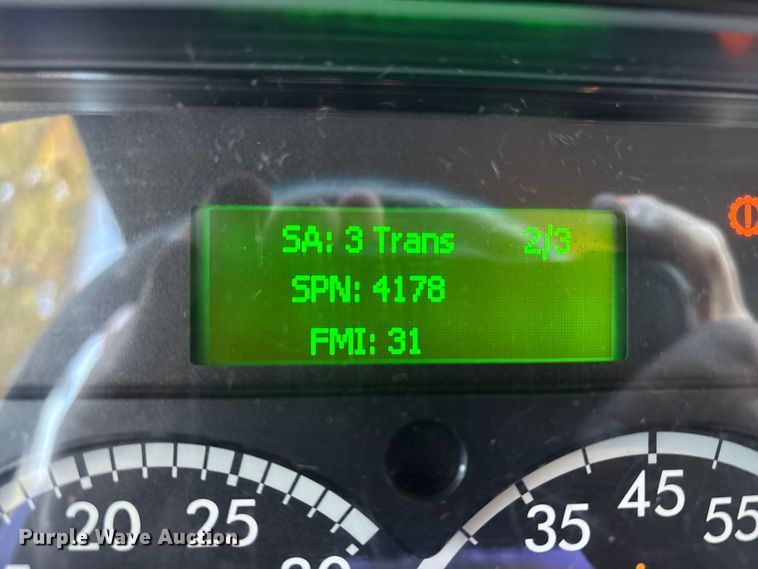 SA: 3 Trans 2/3
SPN: 4178
FMI: 31
20 25
35 45 55
Purple Wave Auction